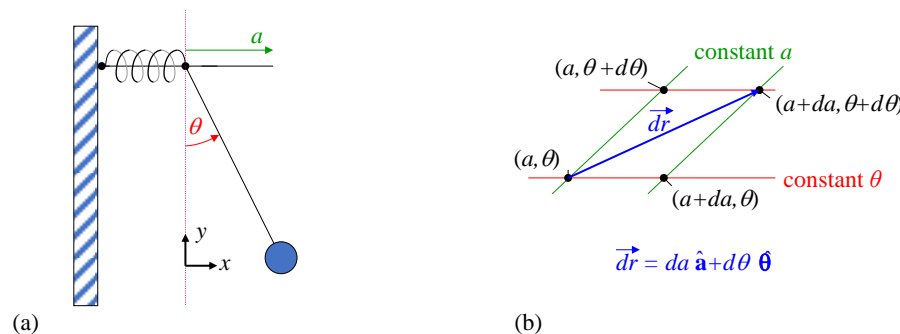 a
θ
y
x
(a)
constant a
(a, θ+dθ)
(a+da, θ+dθ)
dr
(a, θ)
constant θ
(a+da, θ)
dr = da â+dθ θ̂
(b)